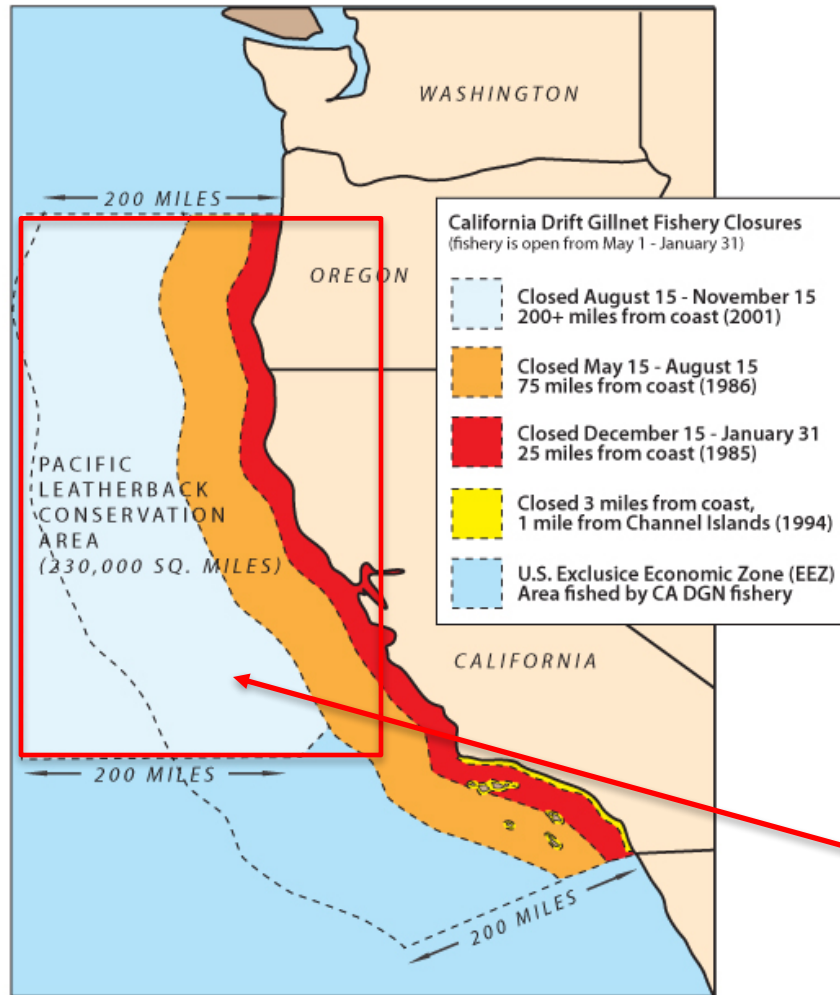 WASHINGTON
200 MILES
OREGON
California Drift Gillnet Fishery Closures
(fishery is open from May 1 - January 31)
Closed August 15 - November 15
200+ miles from coast (2001)
Closed May 15 - August 15
75 miles from coast (1986)
Closed December 15 - January 31
25 miles from coast (1985)
Closed 3 miles from coast,
1 mile from Channel Islands (1994)
U.S. Exclusice Economic Zone (EEZ)
Area fished by CA DGN fishery
PACIFIC
LEATHERBACK
CONSERVATION
AREA
(230,000 SQ. MILES)
CALIFORNIA
200 MILES
200 MILES